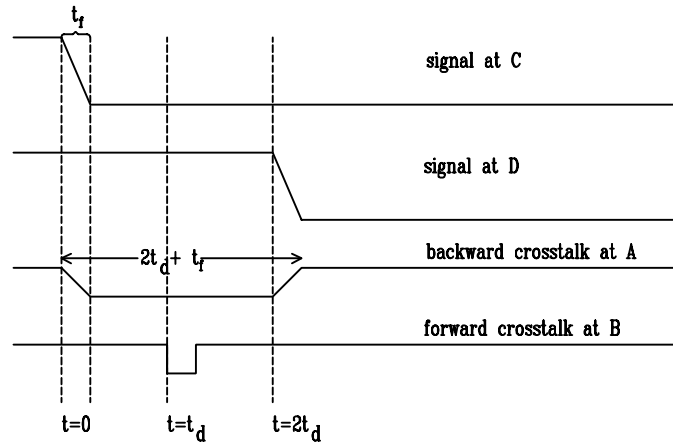 t_f
signal at C
signal at D
2t_d + t_f
backward crosstalk at A
forward crosstalk at B
t=0
t=t_d
t=2t_d